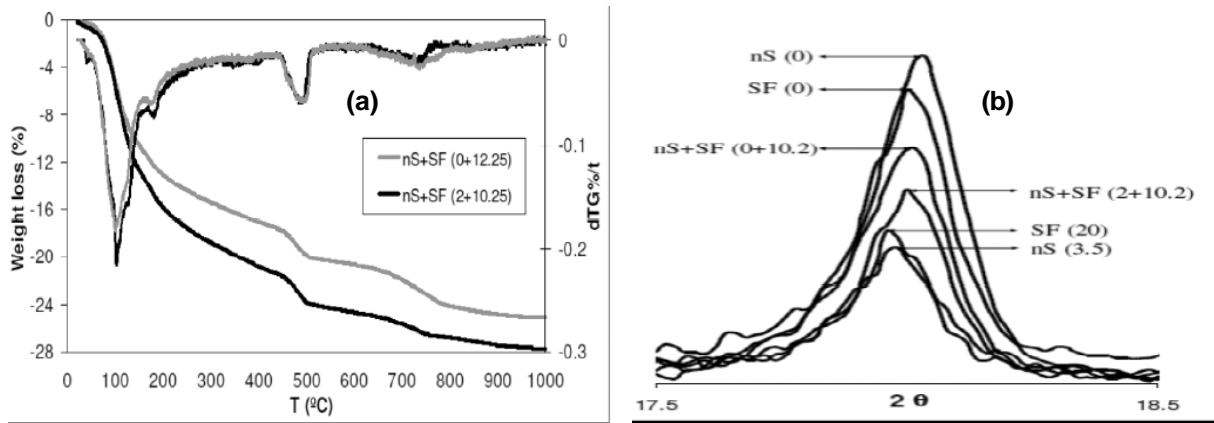 0
-4
-8
-12
-16
-20
-24
-28
Weight loss (%)
(a)
nS+SF (0+12.25)
nS+SF (2+10.25)
0
-0.1
-0.2
-0.3
dTG%/t
0 100 200 300 400 500 600 700 800 900 1000
T (ºC)
(b)
nS (0)
SF (0)
nS+SF (0+10.2)
nS+SF (2+10.2)
SF (20)
nS (3.5)
17.5 18.5
2 θ